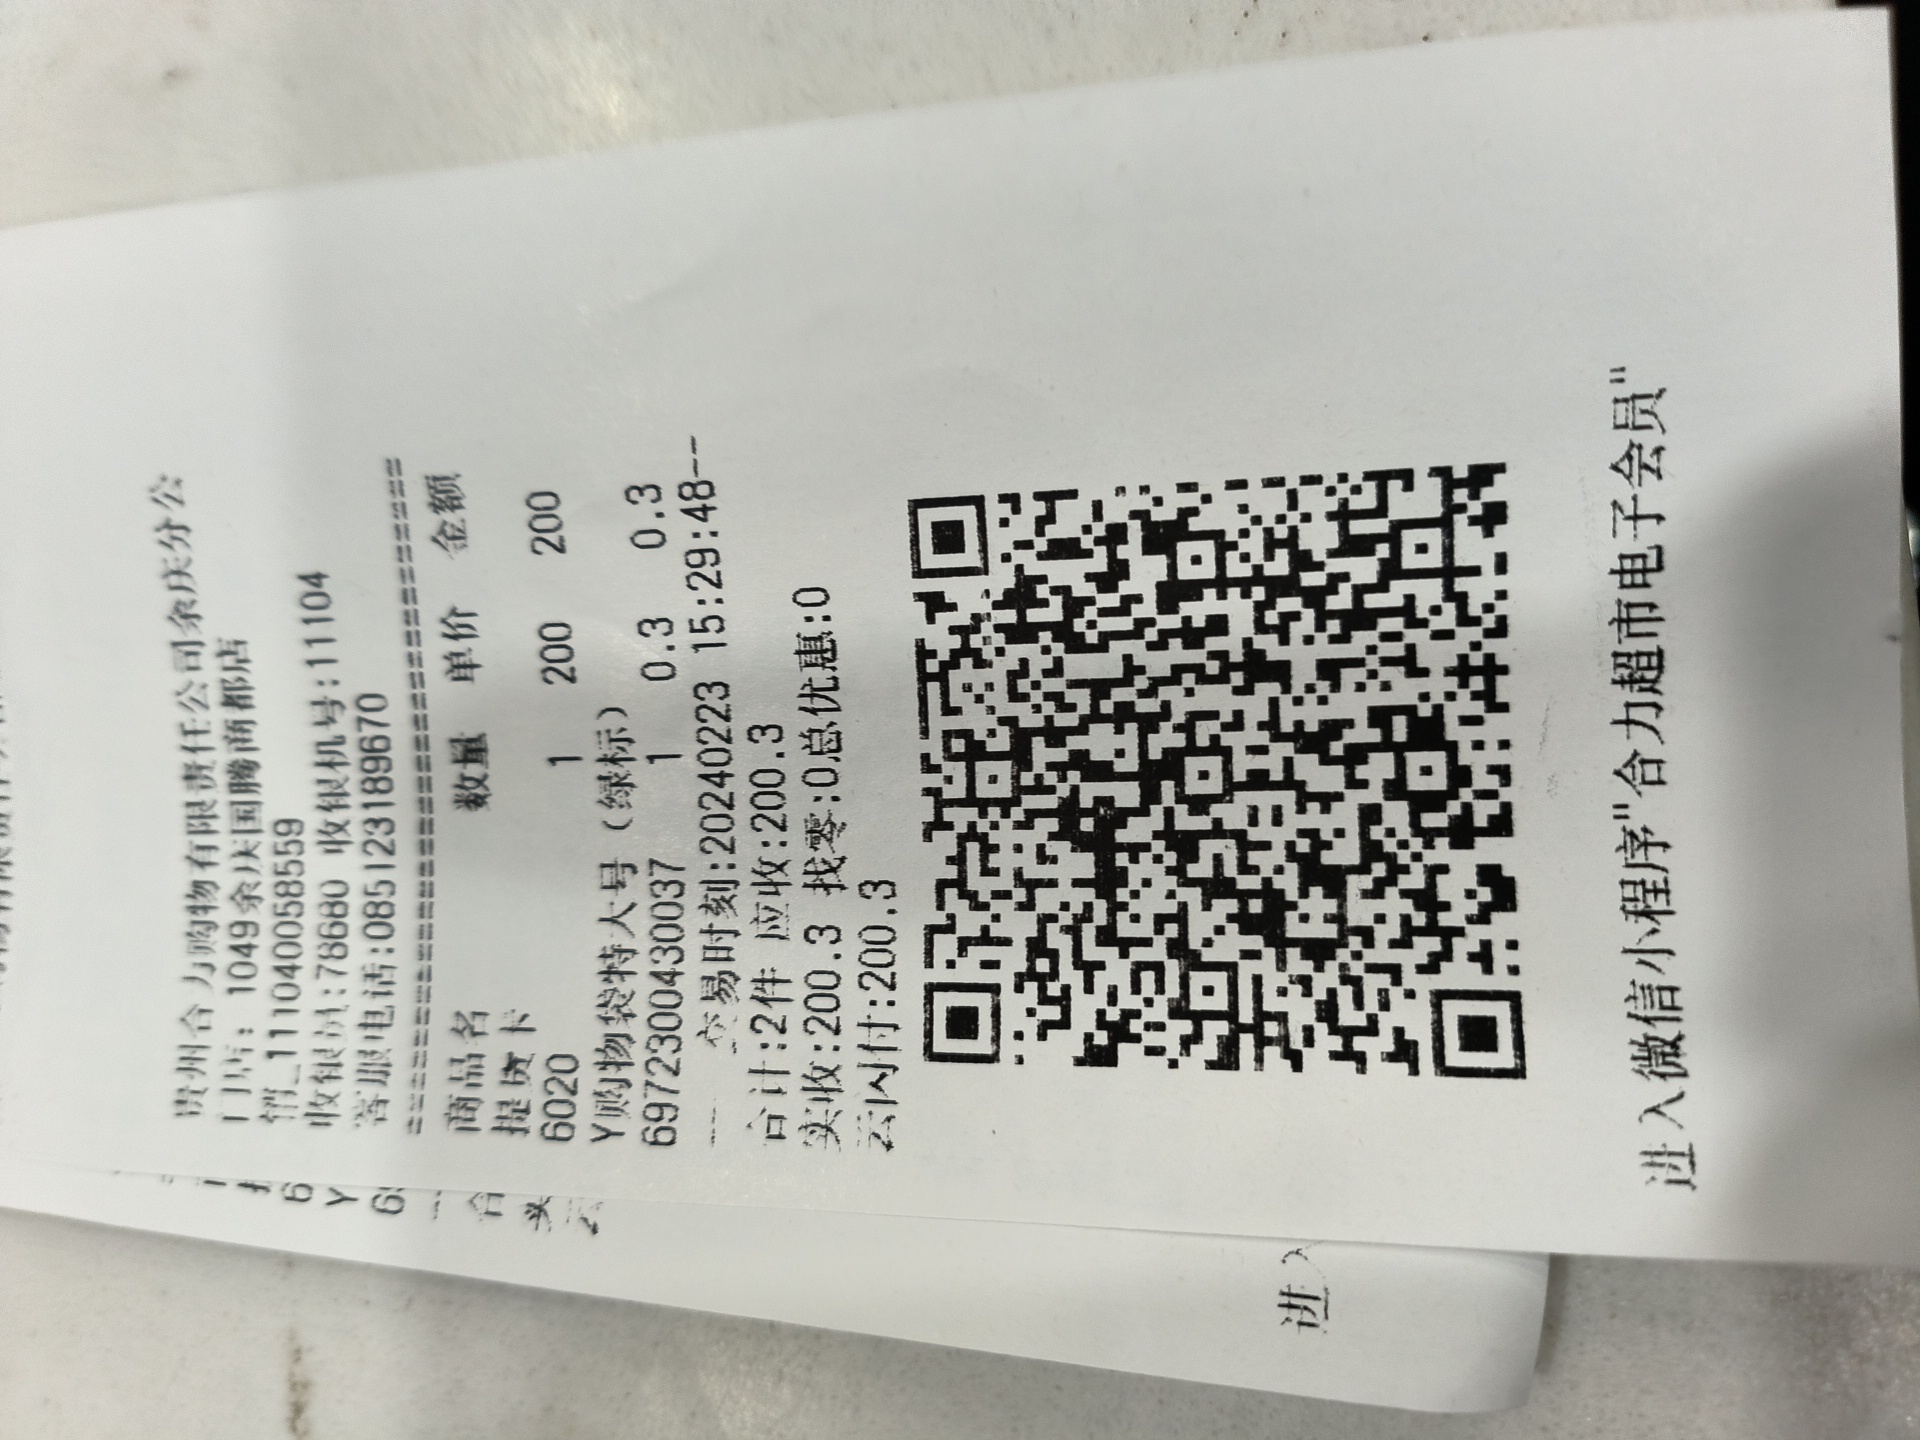 贵州合力购物有限责任公司余庆分公
门店: 1049余庆国腾商都店
销_1110400585​59
收银员:78680 收银机号:11104
客服电话:085123189670
商品名 数量 单价 金额
提货卡
6020 1 200 200
Y购物袋特大号(绿标)
6972300430037 1 0.3 0.3
----交易时刻:20240223 15:29:48--
合计:2件 应收:200.3
实收:200.3 找零:0总优惠:0
云闪付:200.3
进入微信小程序"合力超市电子会员"